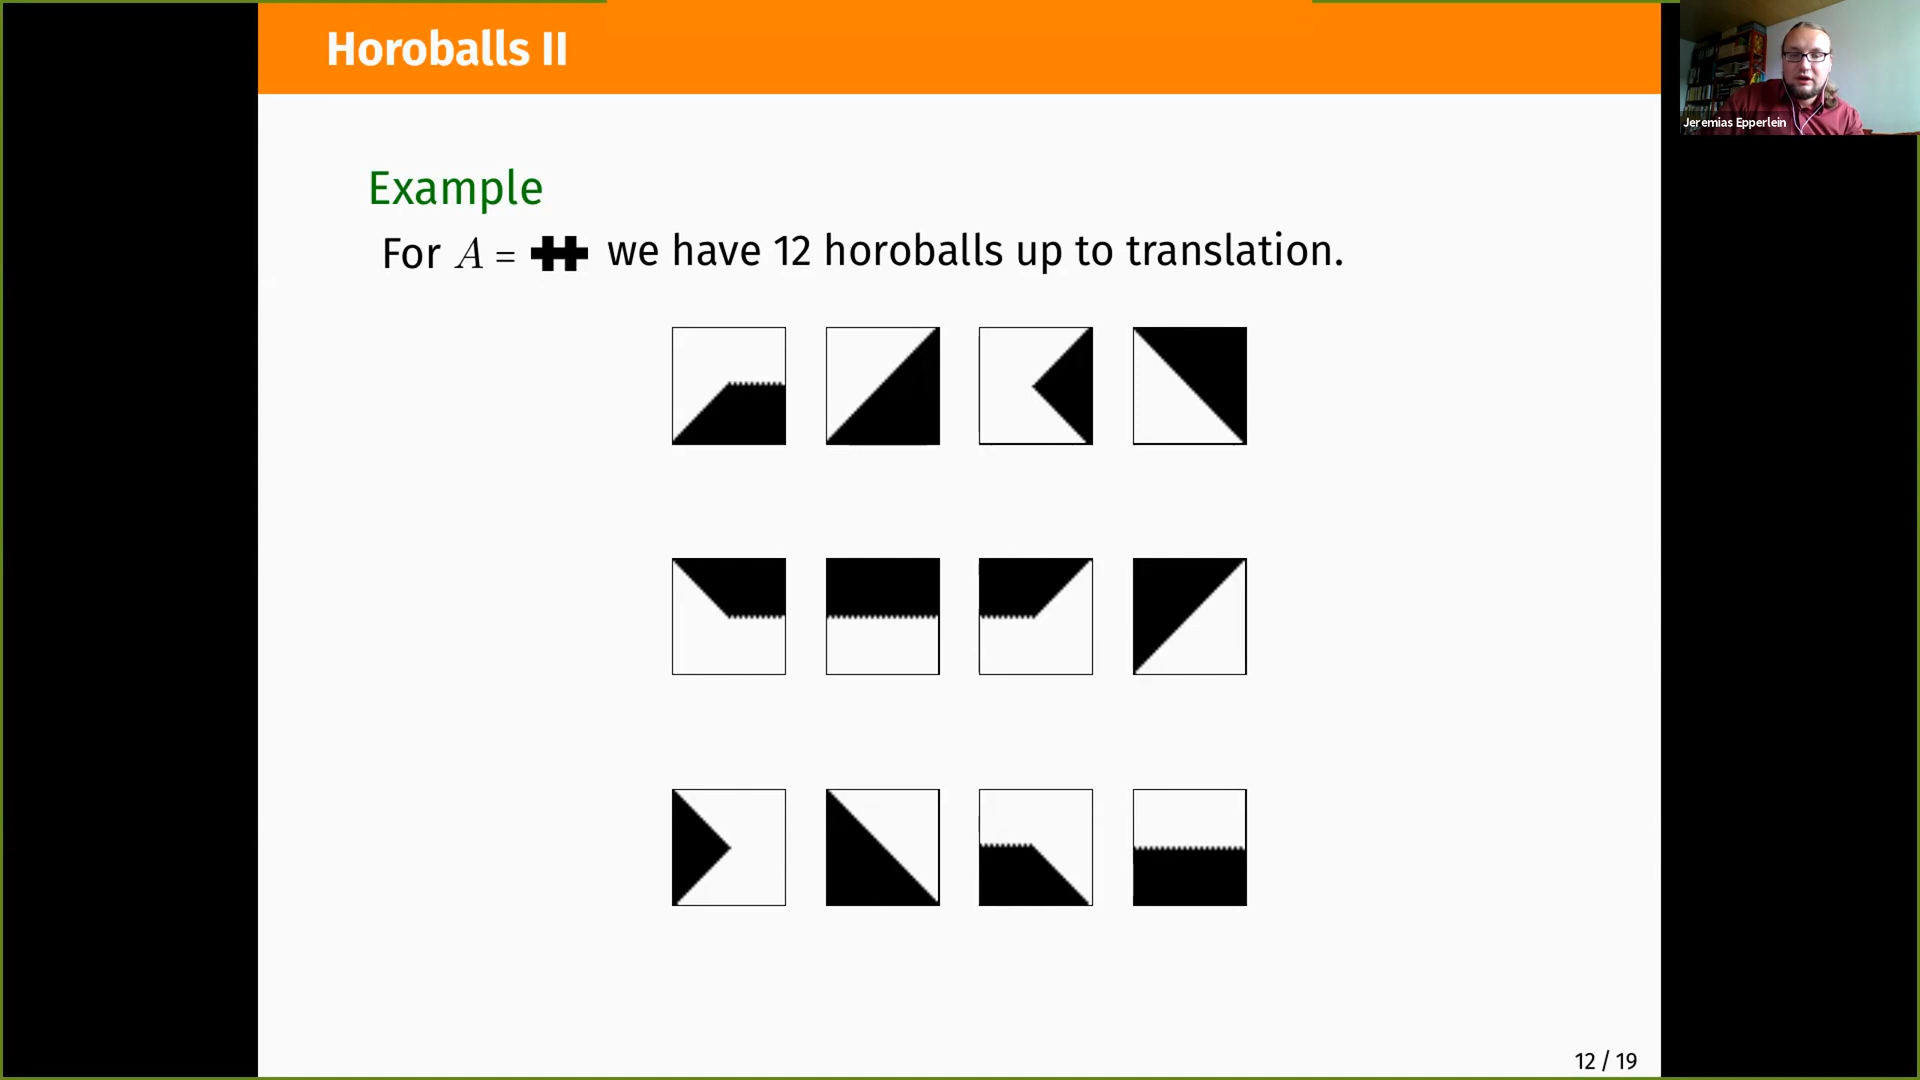 Horoballs II
Jeremias Epperlein
Example
For A = we have 12 horoballs up to translation.
12 / 19